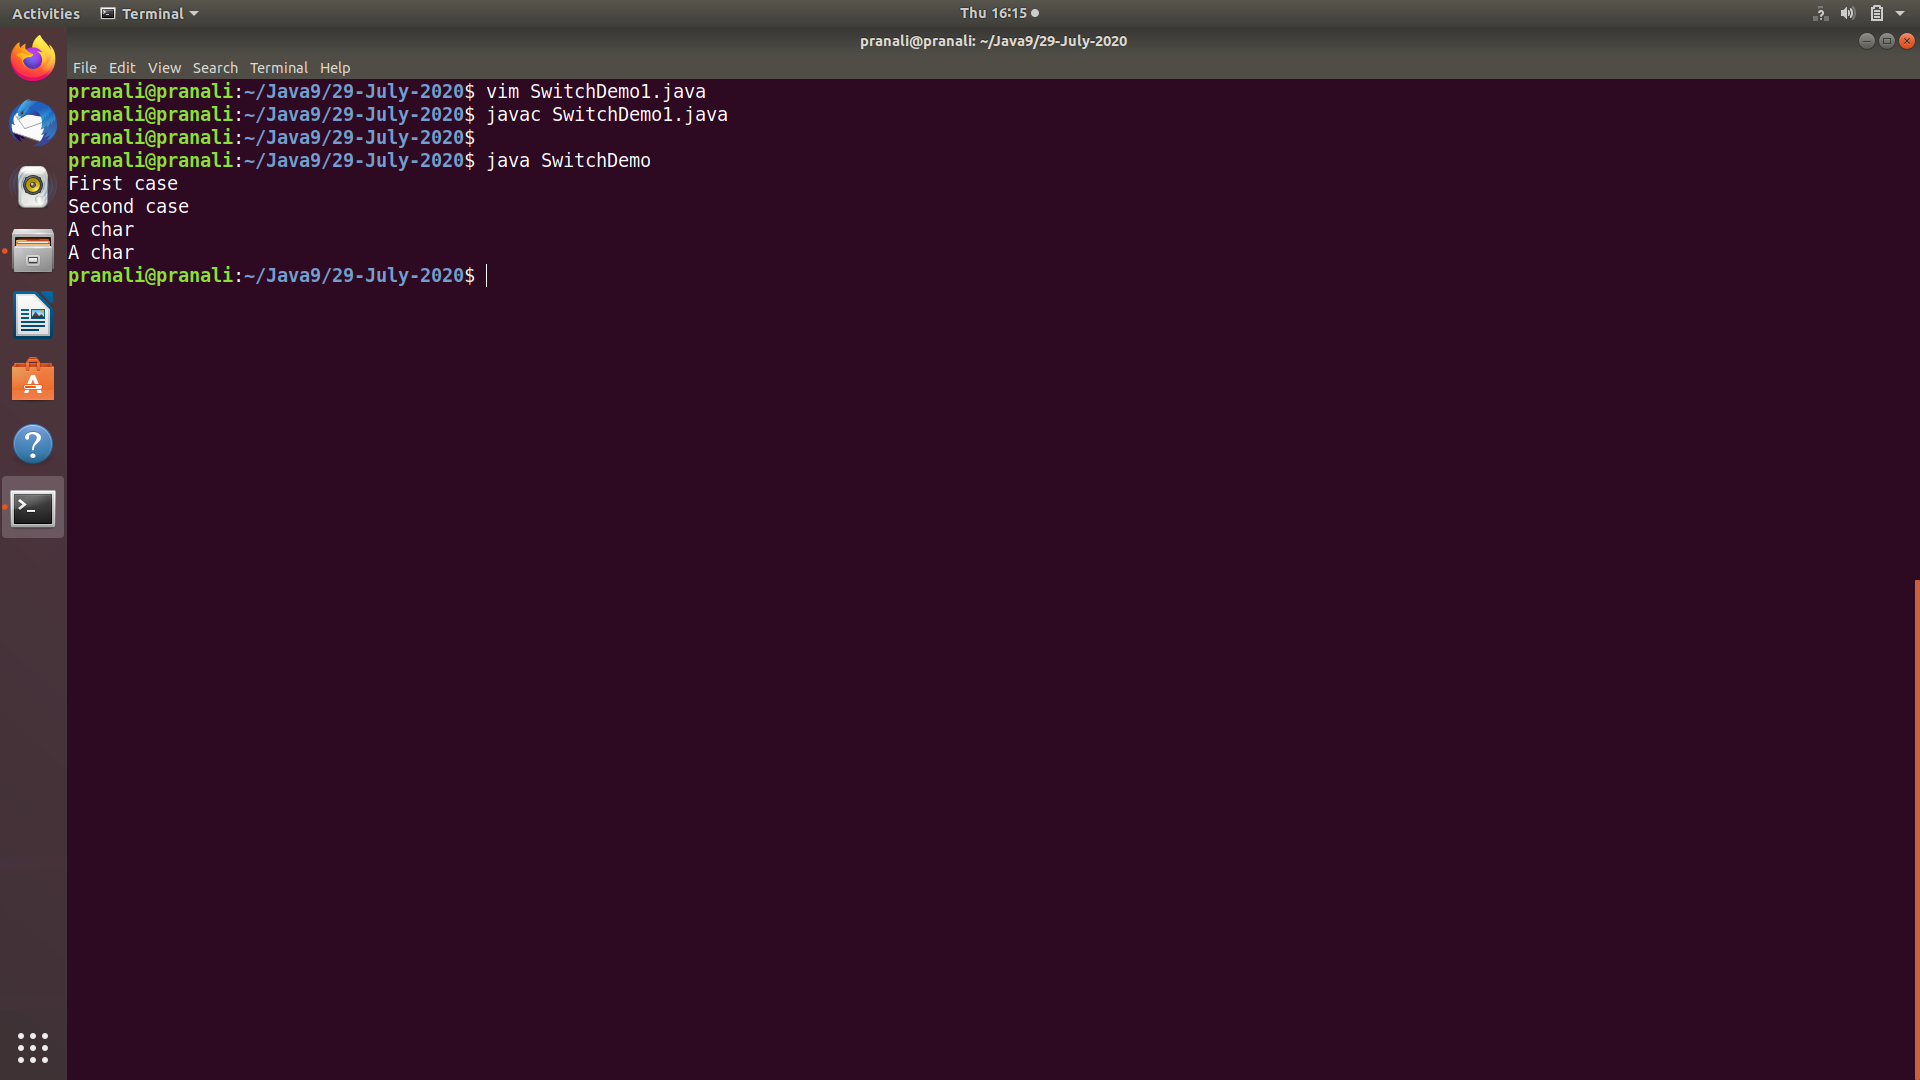 Activities Terminal Thu 16:15
pranali@pranali: ~/Java9/29-July-2020
File Edit View Search Terminal Help
pranali@pranali:~/Java9/29-July-2020$ vim SwitchDemo1.java
pranali@pranali:~/Java9/29-July-2020$ javac SwitchDemo1.java
pranali@pranali:~/Java9/29-July-2020$
pranali@pranali:~/Java9/29-July-2020$ java SwitchDemo
First case
Second case
A char
A char
pranali@pranali:~/Java9/29-July-2020$